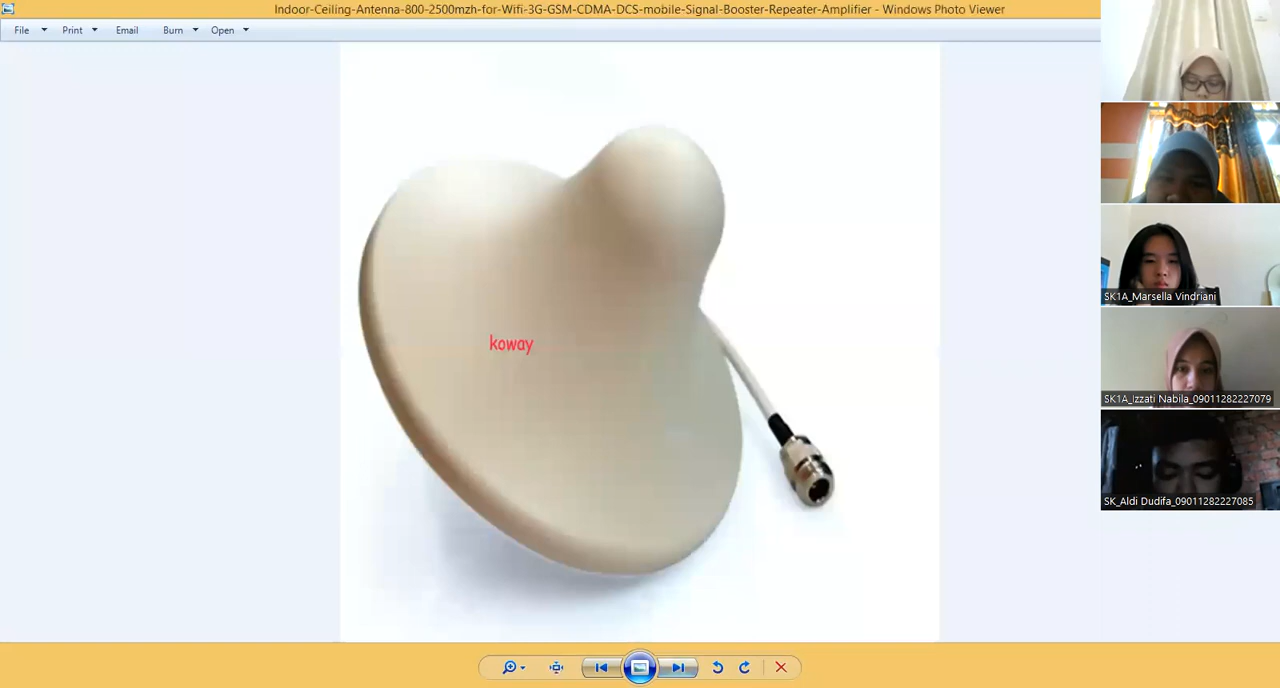 Indoor-Ceiling-Antenna-800-2500mzh-for-Wifi-3G-GSM-CDMA-DCS-mobile-Signal-Booster-Repeater-Amplifier - Windows Photo Viewer
File Print Email Burn Open
koway
SK1A_Marsella Vindriani
SK1A_Izzati Nabila_09011282227079
SK_Aldi Dudifa_09011282227085